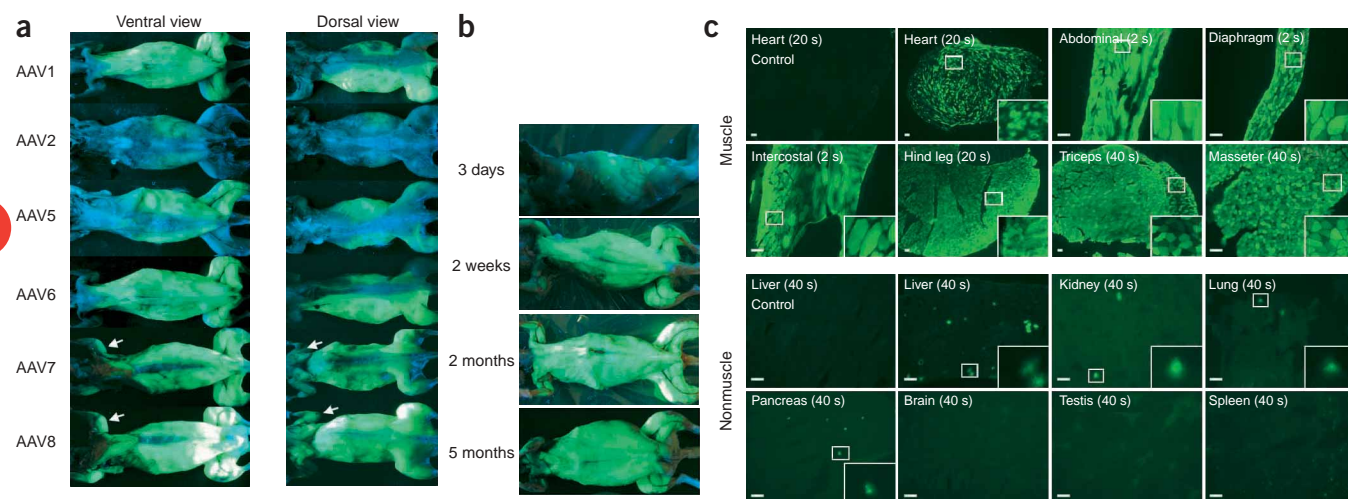 a
Ventral view
Dorsal view
AAV1
AAV2
AAV5
AAV6
AAV7
AAV8
b
3 days
2 weeks
2 months
5 months
c
Muscle
Heart (20 s)
Control
Heart (20 s)
Abdominal (2 s)
Diaphragm (2 s)
Intercostal (2 s)
Hind leg (20 s)
Triceps (40 s)
Masseter (40 s)
Nonmuscle
Liver (40 s)
Control
Liver (40 s)
Kidney (40 s)
Lung (40 s)
Pancreas (40 s)
Brain (40 s)
Testis (40 s)
Spleen (40 s)